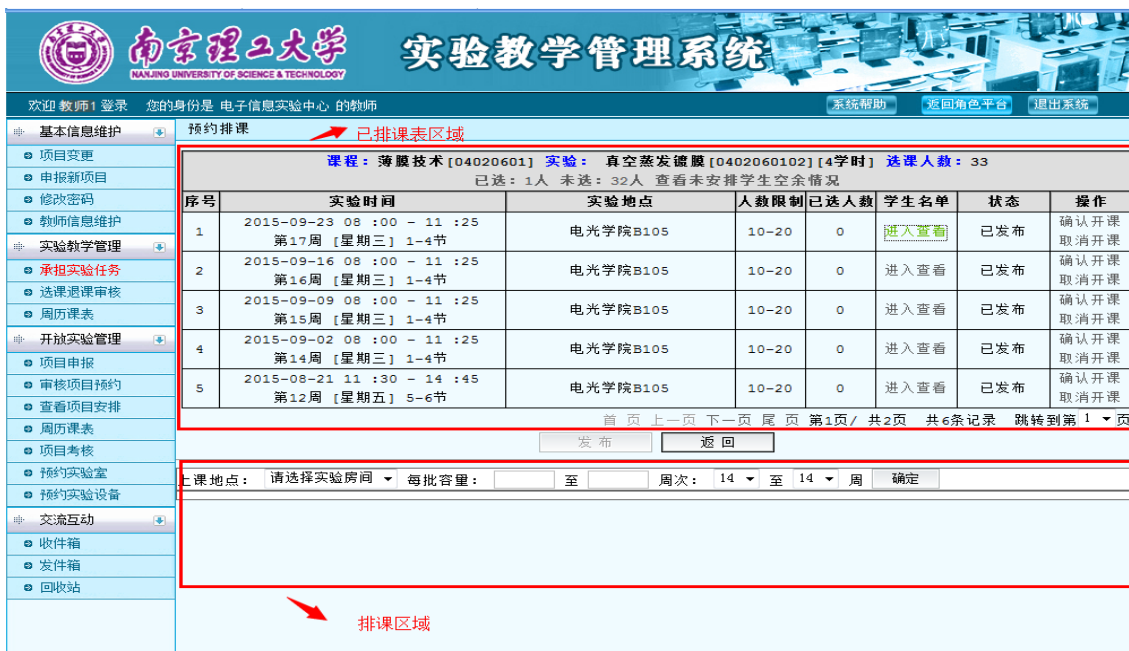 南京理工大学
NANJING UNIVERSITY OF SCIENCE & TECHNOLOGY
实验教学管理系统
欢迎 教师1 登录 您的身份是 电子信息实验中心 的教师
系统帮助 返回角色平台 退出系统
基本信息维护
项目变更
申报新项目
修改密码
教师信息维护
实验教学管理
承担实验任务
选课退课审核
周历课表
开放实验管理
项目申报
审核项目预约
查看项目安排
周历课表
项目考核
预约实验室
预约实验设备
交流互动
收件箱
发件箱
回收站
预约排课
已排课表区域
课程：薄膜技术[04020601] 实验： 真空蒸发镀膜[0402060102][4学时] 选课人数：33
已选：1人 未选：32人 查看未安排学生空余情况
序号 实验时间 实验地点 人数限制 已选人数 学生名单 状态 操作
1 2015-09-23 08 :00 - 11 :25 第17周 [星期三] 1-4节 电光学院B105 10-20 0 进入查看 已发布 确认开课 取消开课
2 2015-09-16 08 :00 - 11 :25 第16周 [星期三] 1-4节 电光学院B105 10-20 0 进入查看 已发布 确认开课 取消开课
3 2015-09-09 08 :00 - 11 :25 第15周 [星期三] 1-4节 电光学院B105 10-20 0 进入查看 已发布 确认开课 取消开课
4 2015-09-02 08 :00 - 11 :25 第14周 [星期三] 1-4节 电光学院B105 10-20 0 进入查看 已发布 确认开课 取消开课
5 2015-08-21 11 :30 - 14 :45 第12周 [星期五] 5-6节 电光学院B105 10-20 0 进入查看 已发布 确认开课 取消开课
首 页 上一页 下一页 尾 页 第1页/ 共2页 共6条记录 跳转到第 1 页
发 布 返 回
上课地点： 请选择实验房间 每批容量： 至 周次： 14 至 14 周 确定
排课区域